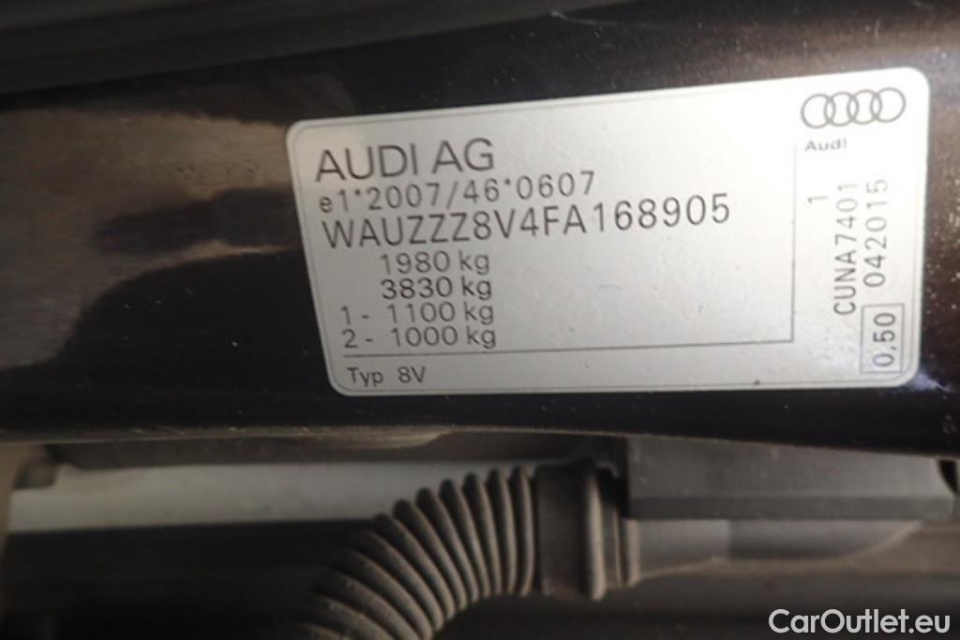 AUDI AG
e1*2007/46*0607
WAUZZZ8V4FA168905
1980 kg
3830 kg
1 - 1100 kg
2 - 1000 kg
Typ 8V
Audi
1
CUNA7401
042015
0,50
CarOutlet.eu